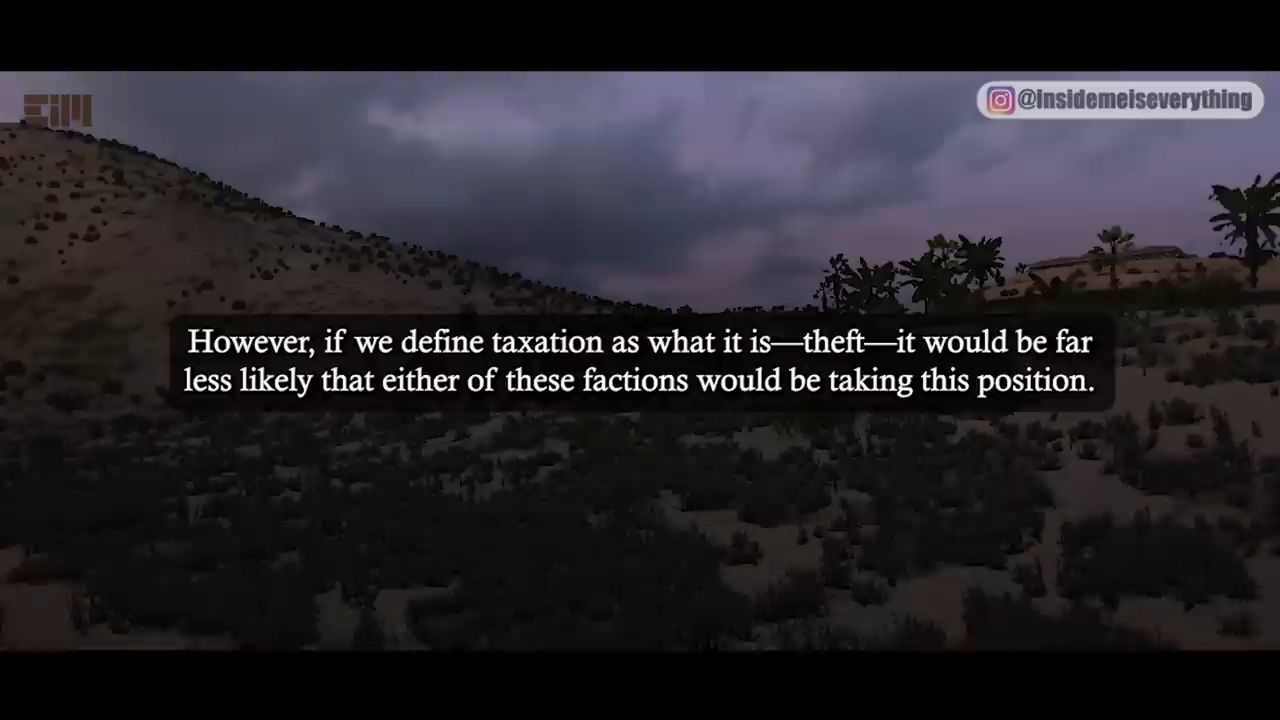 EiM
@insidemeiseverything
However, if we define taxation as what it is—theft—it would be far
less likely that either of these factions would be taking this position.